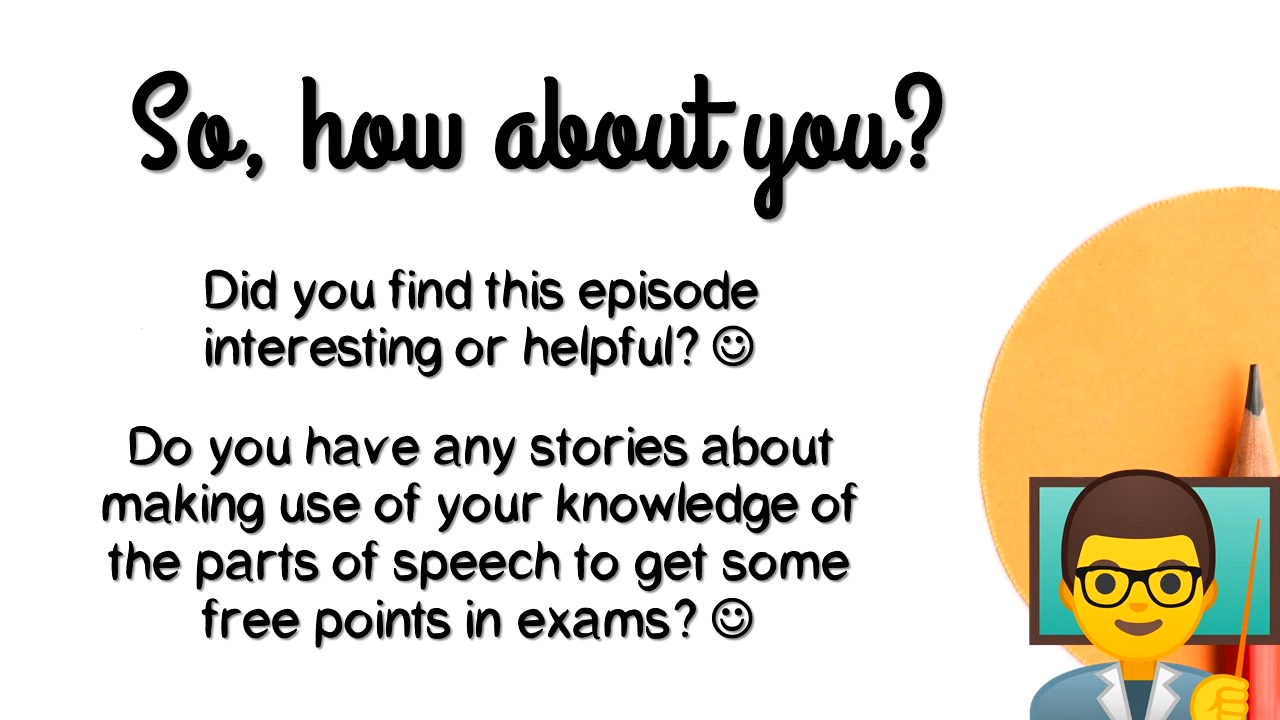 So, how about you?
Did you find this episode
interesting or helpful? ☺
Do you have any stories about
making use of your knowledge of
the parts of speech to get some
free points in exams? ☺